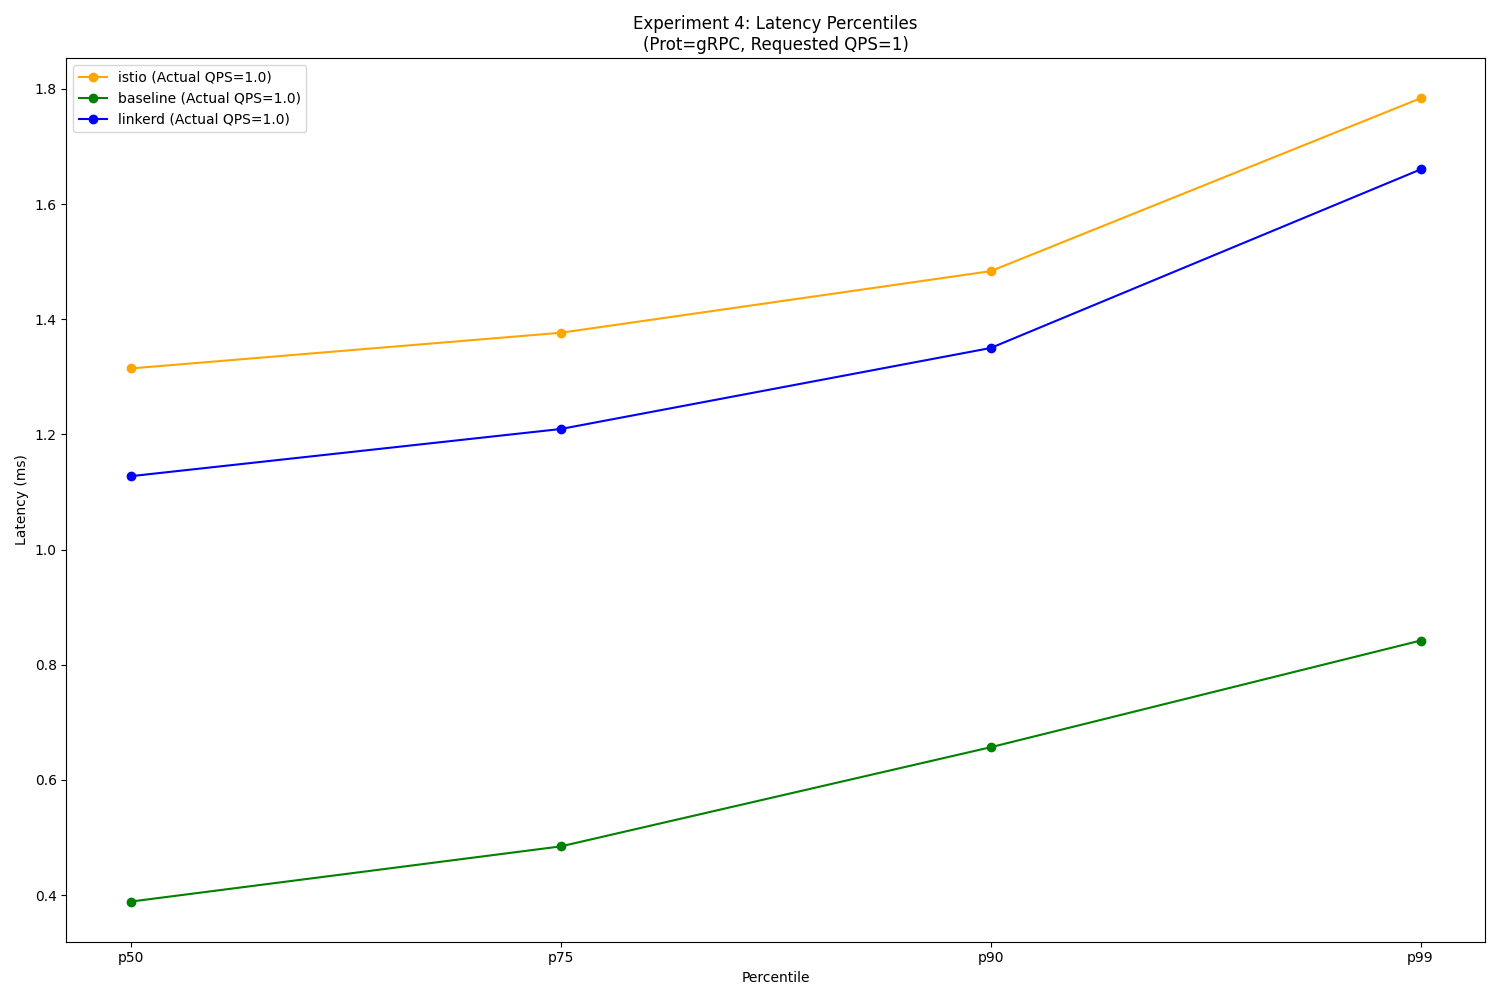 Experiment 4: Latency Percentiles
(Prot=gRPC, Requested QPS=1)
istio (Actual QPS=1.0)
baseline (Actual QPS=1.0)
linkerd (Actual QPS=1.0)
Latency (ms)
1.8
1.6
1.4
1.2
1.0
0.8
0.6
0.4
p50 p75 p90 p99
Percentile